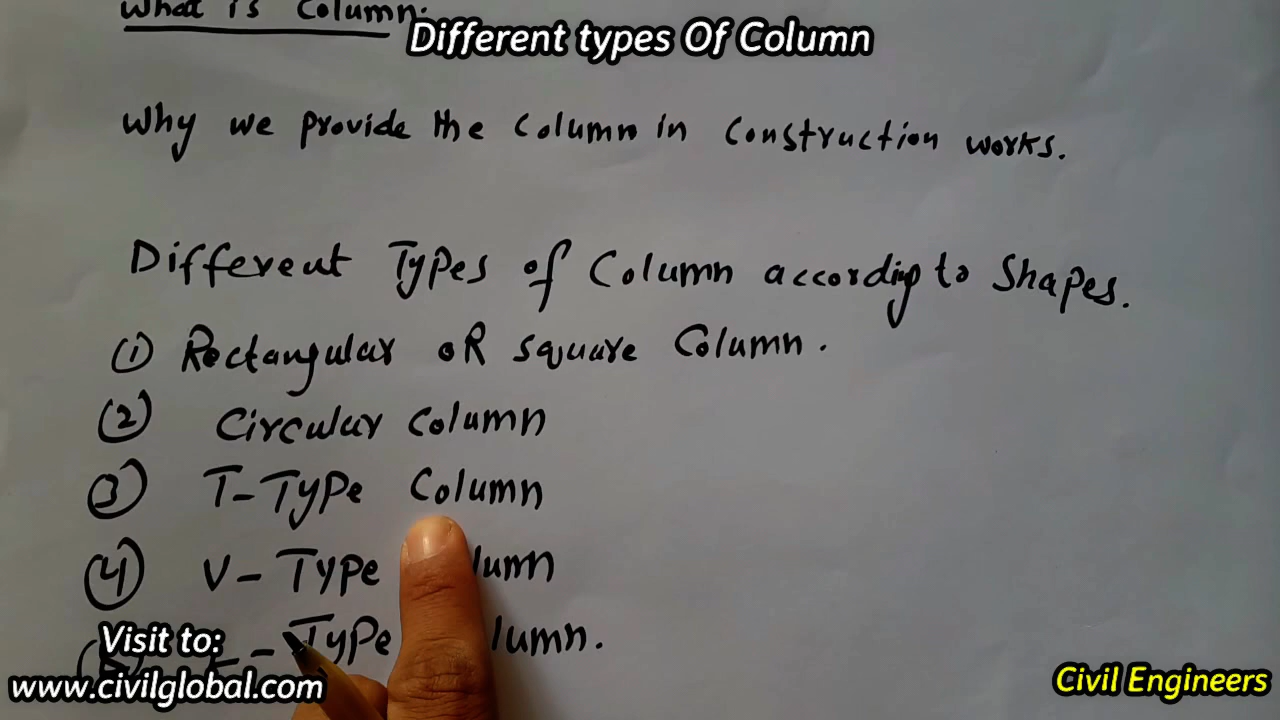 What is Column.
Different types Of Column
Why we provide the Column in Construction works.
Different Types of Column according to Shapes.
(1) Rectangular OR square Column.
(2) Circular Column
(3) T-Type Column
(4) V-Type
Type
Visit to:
www.civilglobal.com
Civil Engineers